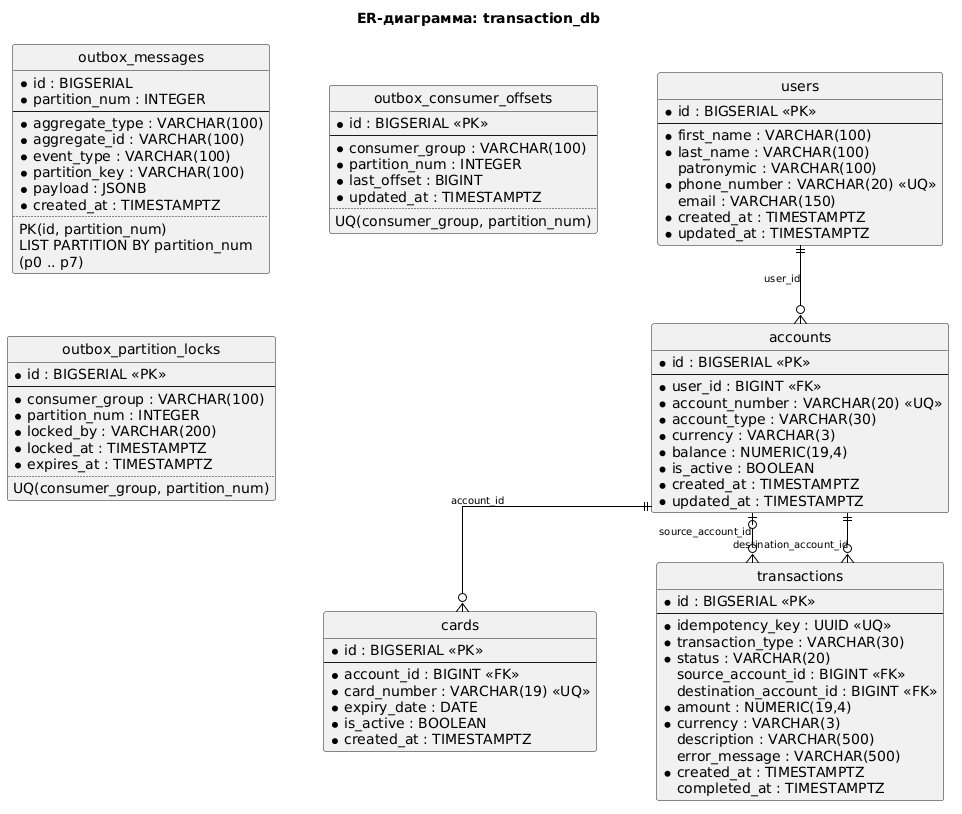 ER-диаграмма: transaction_db
outbox_messages
id : BIGSERIAL
partition_num : INTEGER
aggregate_type : VARCHAR(100)
aggregate_id : VARCHAR(100)
event_type : VARCHAR(100)
partition_key : VARCHAR(100)
payload : JSONB
created_at : TIMESTAMPTZ
PK(id, partition_num)
LIST PARTITION BY partition_num
(p0 .. p7)
outbox_consumer_offsets
id : BIGSERIAL «PK»
consumer_group : VARCHAR(100)
partition_num : INTEGER
last_offset : BIGINT
updated_at : TIMESTAMPTZ
UQ(consumer_group, partition_num)
users
id : BIGSERIAL «PK»
first_name : VARCHAR(100)
last_name : VARCHAR(100)
patronymic : VARCHAR(100)
phone_number : VARCHAR(20) «UQ»
email : VARCHAR(150)
created_at : TIMESTAMPTZ
updated_at : TIMESTAMPTZ
user_id
outbox_partition_locks
id : BIGSERIAL «PK»
consumer_group : VARCHAR(100)
partition_num : INTEGER
locked_by : VARCHAR(200)
locked_at : TIMESTAMPTZ
expires_at : TIMESTAMPTZ
UQ(consumer_group, partition_num)
accounts
id : BIGSERIAL «PK»
user_id : BIGINT «FK»
account_number : VARCHAR(20) «UQ»
account_type : VARCHAR(30)
currency : VARCHAR(3)
balance : NUMERIC(19,4)
is_active : BOOLEAN
created_at : TIMESTAMPTZ
updated_at : TIMESTAMPTZ
account_id
source_account_id
destination_account_id
cards
id : BIGSERIAL «PK»
account_id : BIGINT «FK»
card_number : VARCHAR(19) «UQ»
expiry_date : DATE
is_active : BOOLEAN
created_at : TIMESTAMPTZ
transactions
id : BIGSERIAL «PK»
idempotency_key : UUID «UQ»
transaction_type : VARCHAR(30)
status : VARCHAR(20)
source_account_id : BIGINT «FK»
destination_account_id : BIGINT «FK»
amount : NUMERIC(19,4)
currency : VARCHAR(3)
description : VARCHAR(500)
error_message : VARCHAR(500)
created_at : TIMESTAMPTZ
completed_at : TIMESTAMPTZ